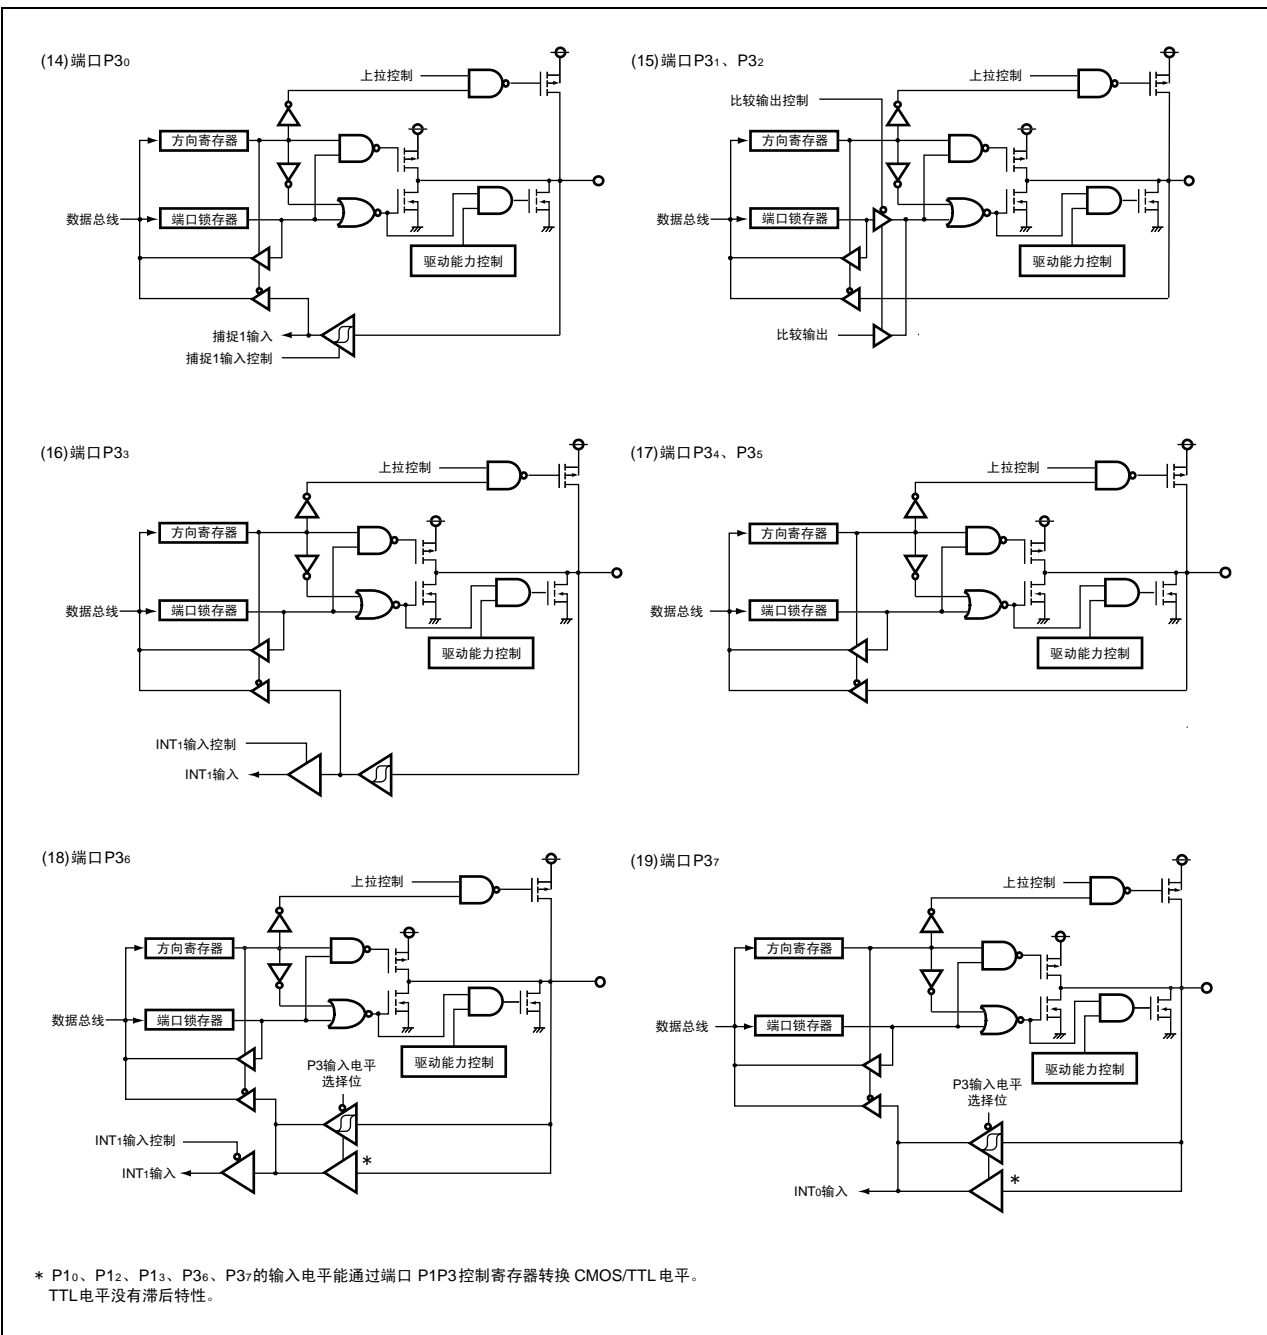 (14)端口P30
上拉控制
方向寄存器
数据总线
端口锁存器
驱动能力控制
捕捉1输入
捕捉1输入控制
(15)端口P31、P32
上拉控制
比较输出控制
方向寄存器
数据总线
端口锁存器
驱动能力控制
比较输出
(16)端口P33
上拉控制
方向寄存器
数据总线
端口锁存器
驱动能力控制
INT1输入控制
INT1输入
(17)端口P34、P35
上拉控制
方向寄存器
数据总线
端口锁存器
驱动能力控制
(18)端口P36
上拉控制
方向寄存器
数据总线
端口锁存器
驱动能力控制
P3输入电平
选择位
INT1输入控制
*
INT1输入
(19)端口P37
上拉控制
方向寄存器
数据总线
端口锁存器
驱动能力控制
P3输入电平
选择位
*
INT0输入
* P10、P12、P13、P36、P37的输入电平能通过端口 P1P3控制寄存器转换 CMOS/TTL电平。
TTL电平没有滞后特性。